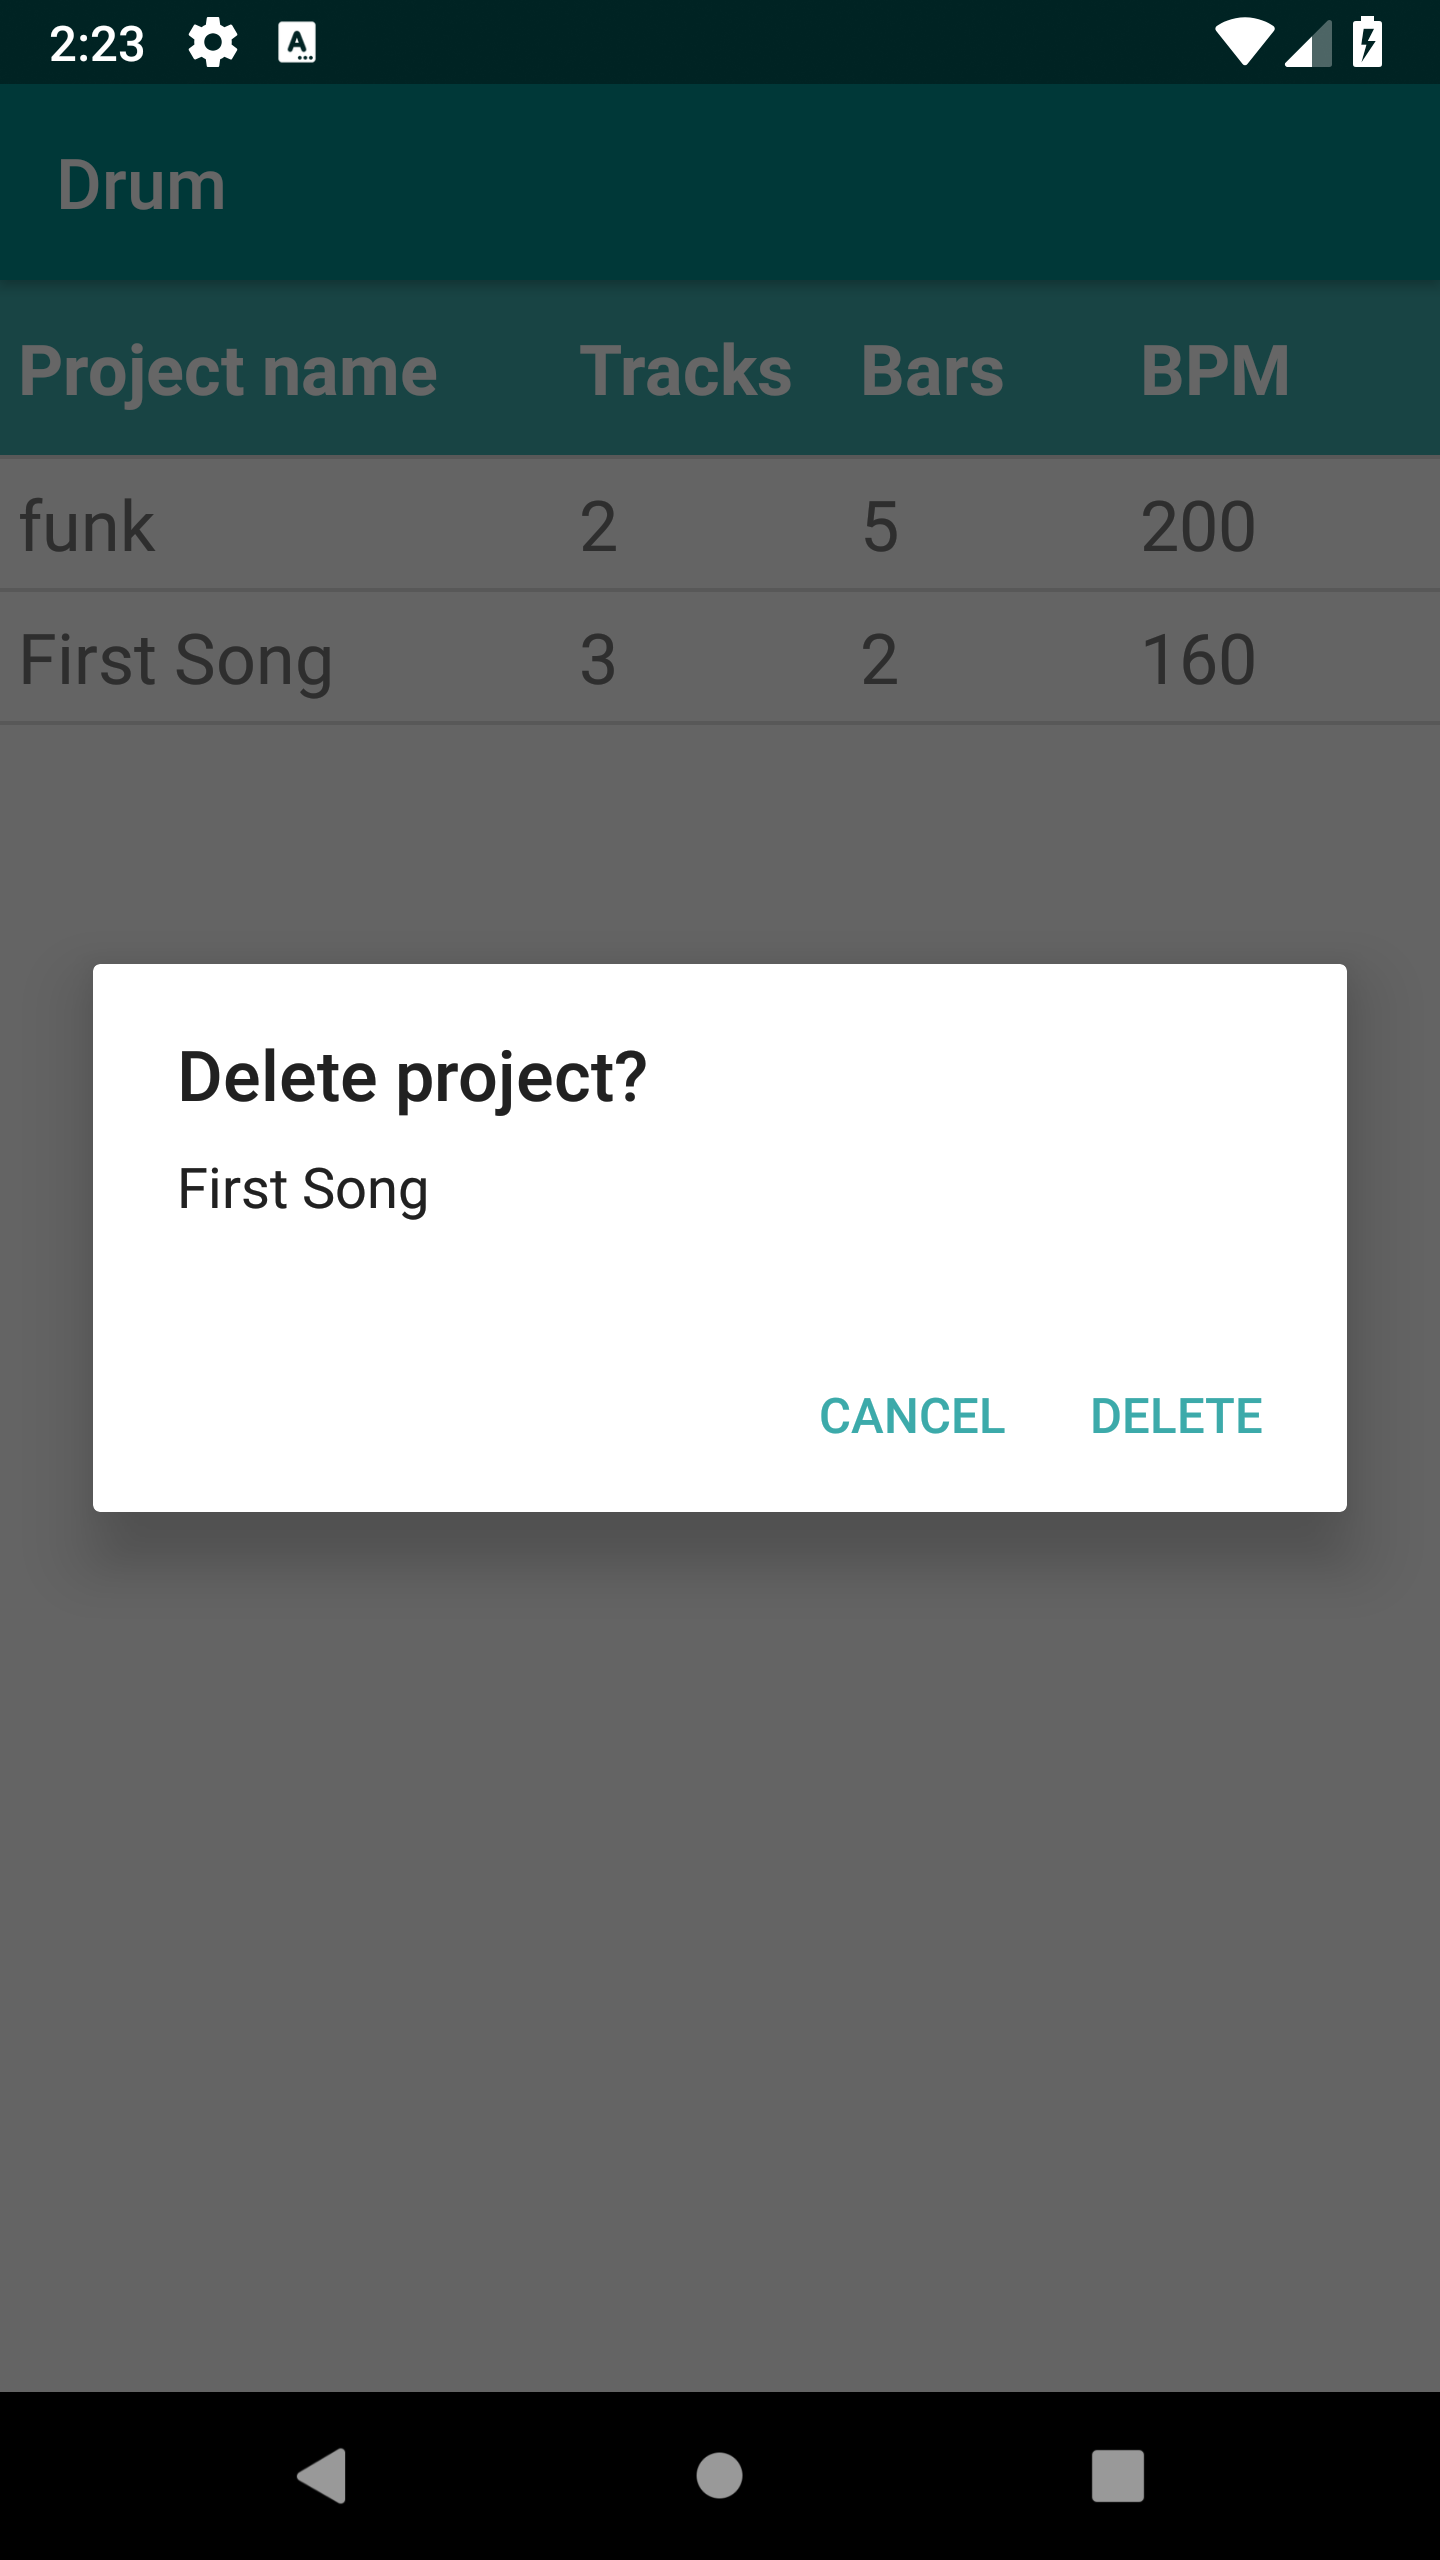 2:23
Drum
Project name Tracks Bars BPM
funk 2 5 200
First Song 3 2 160
Delete project?
First Song
CANCEL DELETE